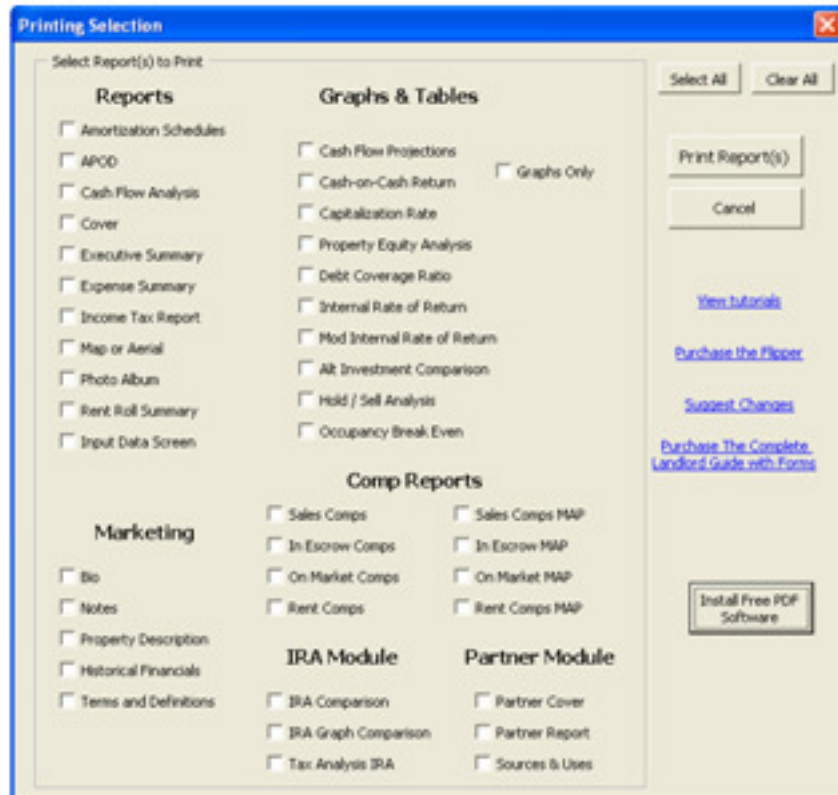 Printing Selection
Select Report(s) to Print
Reports
Amortization Schedules
APOD
Cash Flow Analysis
Cover
Executive Summary
Expense Summary
Income Tax Report
Map or Aerial
Photo Album
Rent Roll Summary
Input Data Screen
Graphs & Tables
Cash Flow Projections
Cash-on-Cash Return
Capitalization Rate
Property Equity Analysis
Debt Coverage Ratio
Internal Rate of Return
Mod Internal Rate of Return
Alt Investment Comparison
Hold / Sell Analysis
Occupancy Break Even
Graphs Only
Comp Reports
Sales Comps
In Escrow Comps
On Market Comps
Rent Comps
Sales Comps MAP
In Escrow MAP
On Market MAP
Rent Comps MAP
Marketing
Bio
Notes
Property Description
Historical Financials
Terms and Definitions
IRA Module
IRA Comparison
IRA Graph Comparison
Tax Analysis IRA
Partner Module
Partner Cover
Partner Report
Sources & Uses
Select All
Clear All
Print Report(s)
Cancel
View tutorials
Purchase the Flipper
Suggest Changes
Purchase The Complete
Landlord Guide with Forms
Install Free PDF
Software